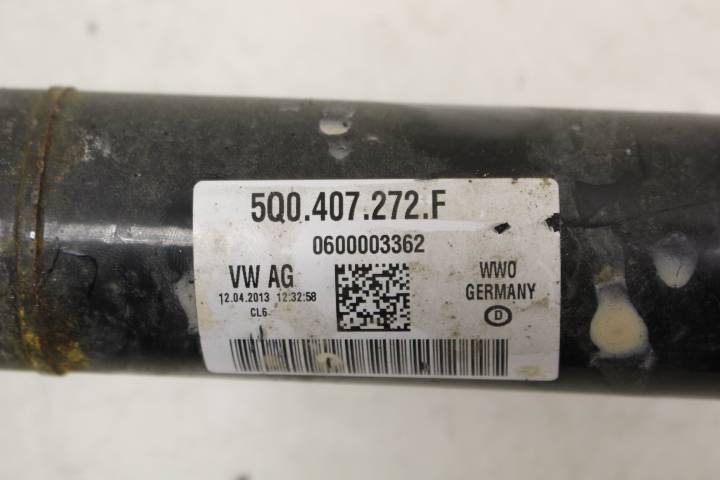 5Q0.407.272.F
0600003362
VW AG
12.04.2013 12:32:58
CL6
WWO
GERMANY
D